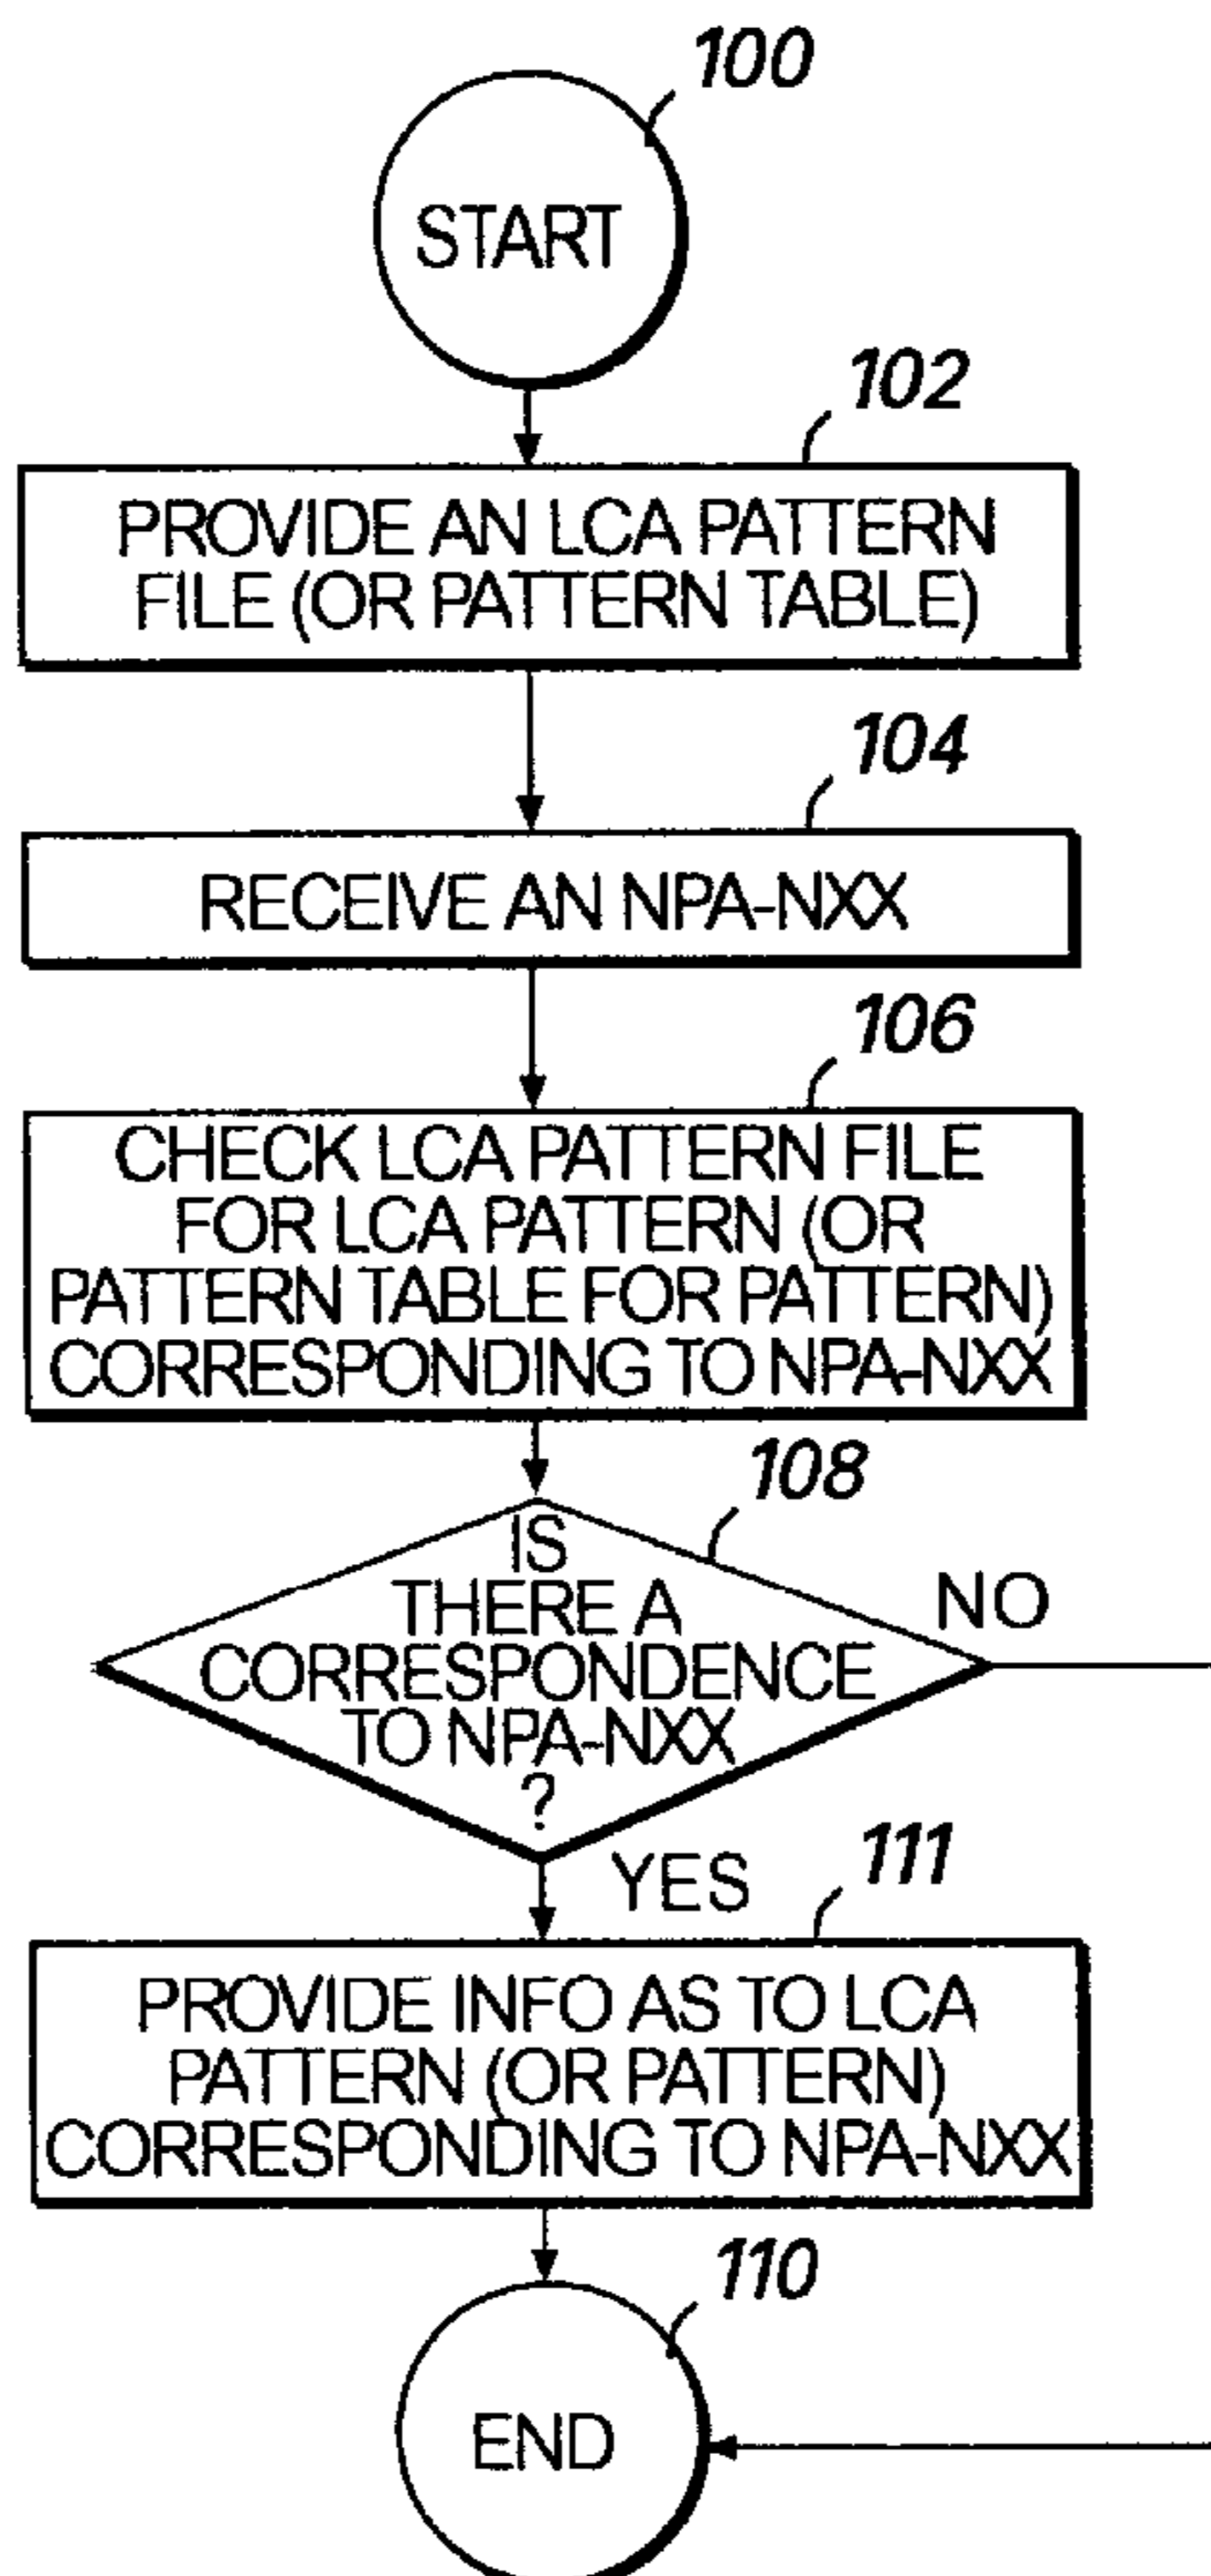 100
START
102
PROVIDE AN LCA PATTERN
FILE (OR PATTERN TABLE)
104
RECEIVE AN NPA-NXX
106
CHECK LCA PATTERN FILE
FOR LCA PATTERN (OR
PATTERN TABLE FOR PATTERN)
CORRESPONDING TO NPA-NXX
108
IS
THERE A
CORRESPONDENCE
TO NPA-NXX
?
NO
YES
111
PROVIDE INFO AS TO LCA
PATTERN (OR PATTERN)
CORRESPONDING TO NPA-NXX
110
END